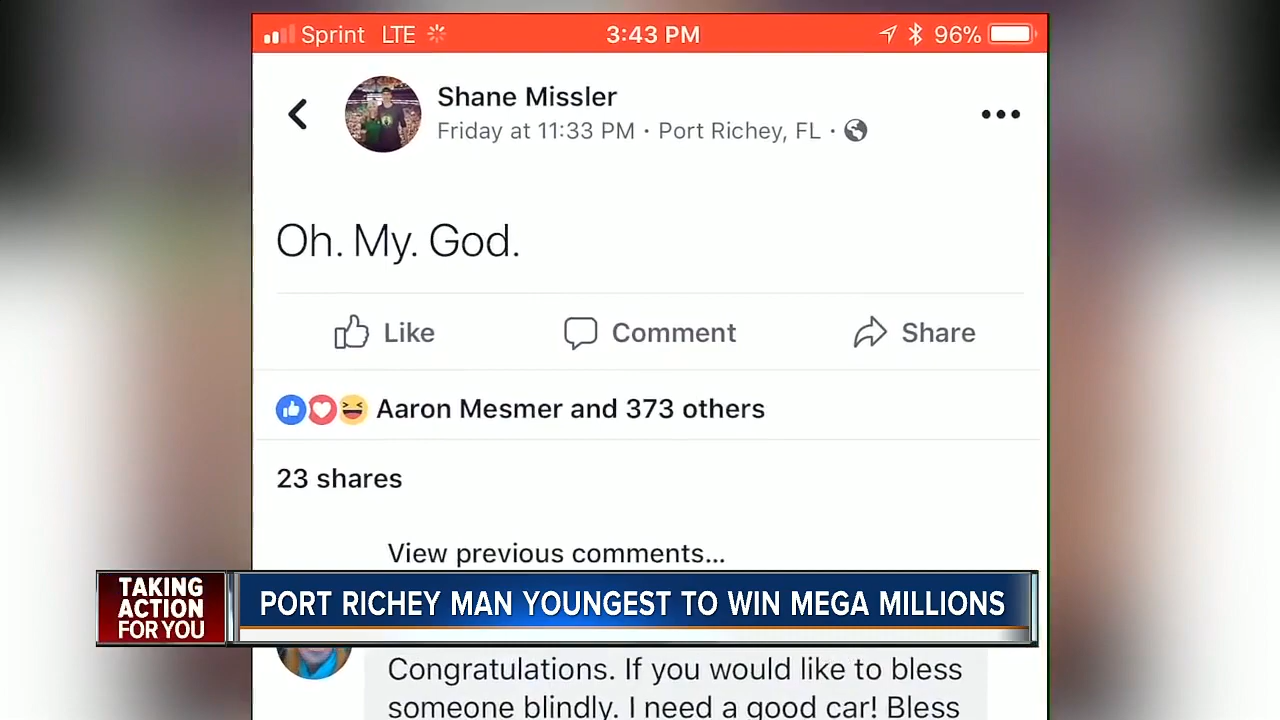 Sprint LTE 3:43 PM 96%
Shane Missler
Friday at 11:33 PM · Port Richey, FL ·
Oh. My. God.
Like Comment Share
Aaron Mesmer and 373 others
23 shares
View previous comments...
TAKING
ACTION
FOR YOU
PORT RICHEY MAN YOUNGEST TO WIN MEGA MILLIONS
Congratulations. If you would like to bless
someone blindly. I need a good car! Bless